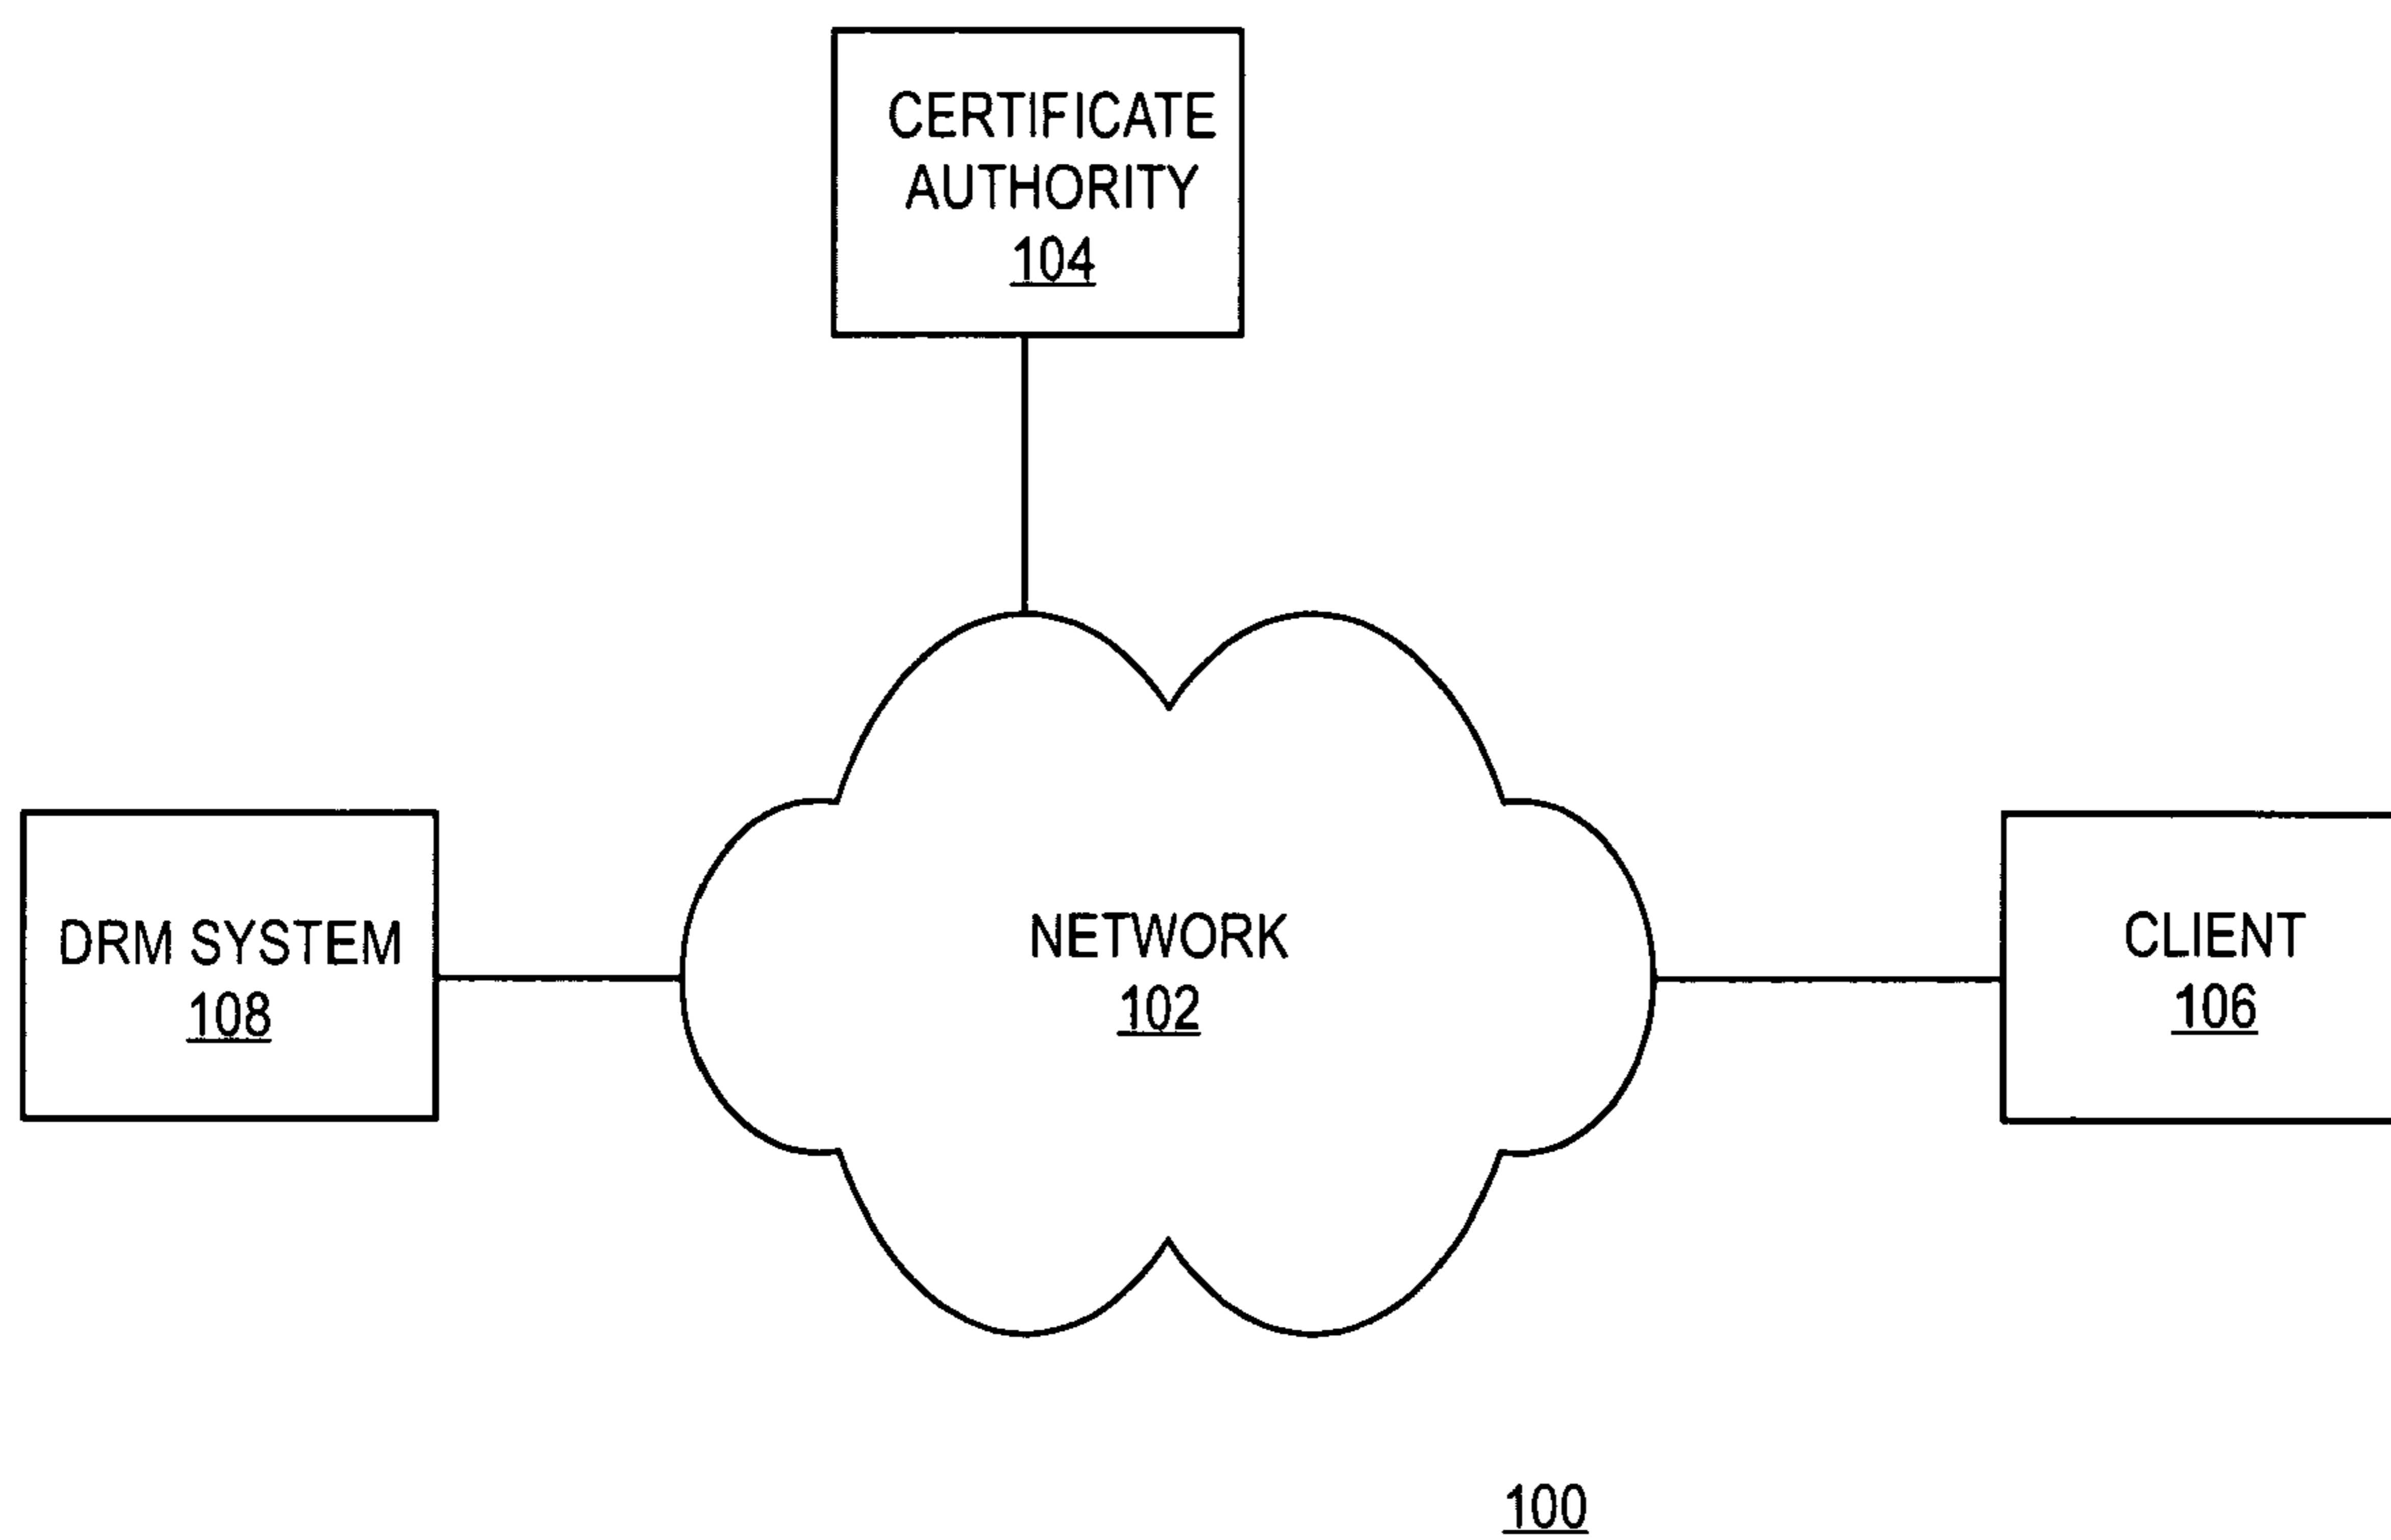 CERTIFICATE
AUTHORITY
104
DRM SYSTEM
108
NETWORK
102
CLIENT
106
100